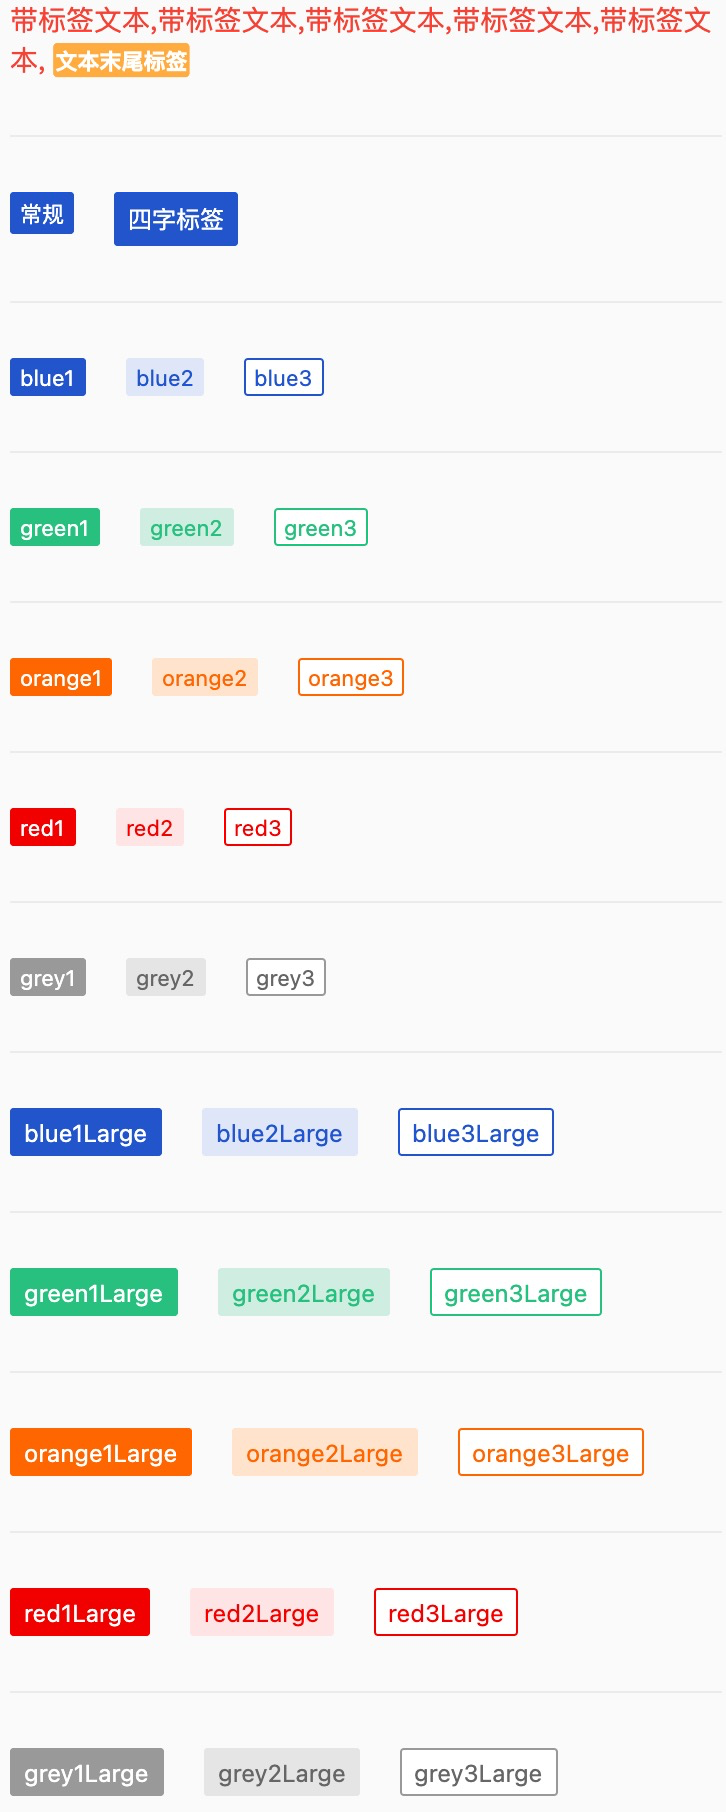 带标签文本,带标签文本,带标签文本,带标签文本,带标签文
本, 文本末尾标签
常规 四字标签
blue1 blue2 blue3
green1 green2 green3
orange1 orange2 orange3
red1 red2 red3
grey1 grey2 grey3
blue1Large blue2Large blue3Large
green1Large green2Large green3Large
orange1Large orange2Large orange3Large
red1Large red2Large red3Large
grey1Large grey2Large grey3Large